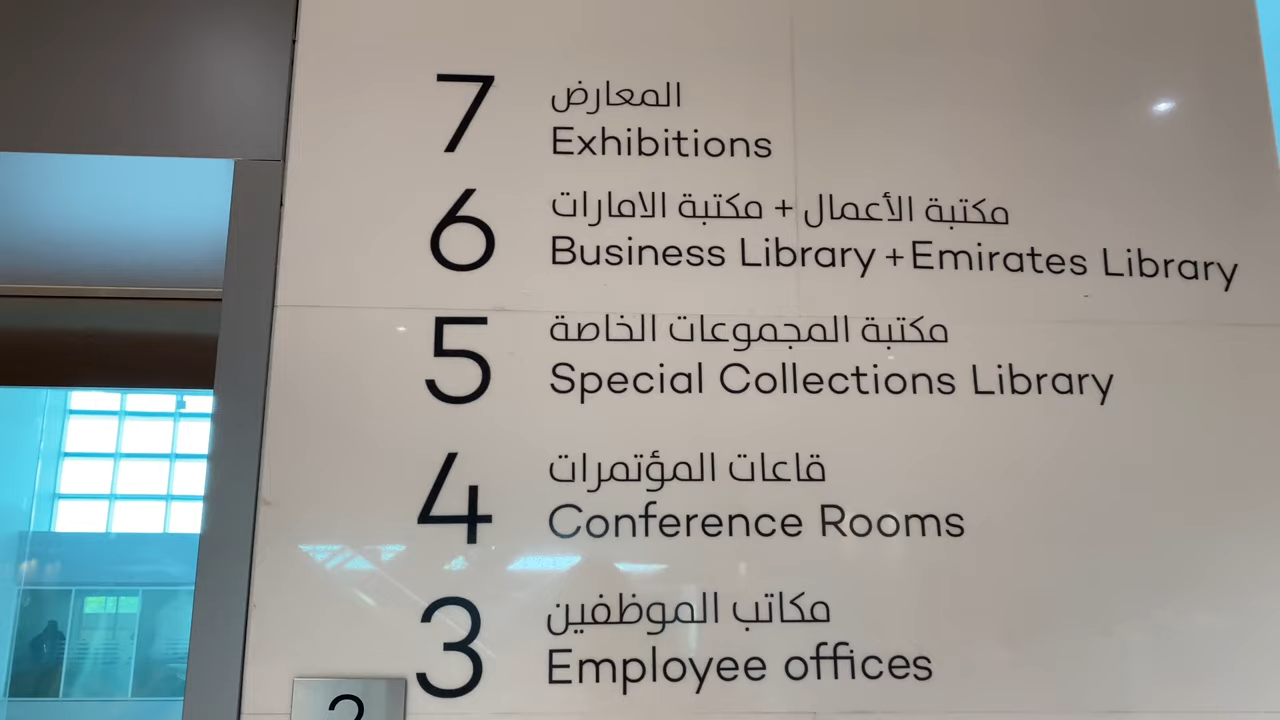 7 المعارض
Exhibitions
6 مكتبة الأعمال + مكتبة الامارات
Business Library + Emirates Library
5 مكتبة المجموعات الخاصة
Special Collections Library
4 قاعات المؤتمرات
Conference Rooms
3 مكاتب الموظفين
Employee offices
2